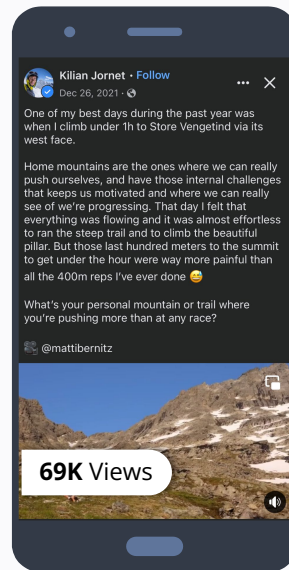 Kilian Jornet · Follow
Dec 26, 2021 ·
One of my best days during the past year was
when I climb under 1h to Store Vengetind via its
west face.
Home mountains are the ones where we can really
push ourselves, and have those internal challenges
that keeps us motivated and where we can really
see of we're progressing. That day I felt that
everything was flowing and it was almost effortless
to ran the steep trail and to climb the beautiful
pillar. But those last hundred meters to the summit
to get under the hour were way more painful than
all the 400m reps I've ever done 😅
What's your personal mountain or trail where
you're pushing more than at any race?
📸 @mattibernitz
69K Views